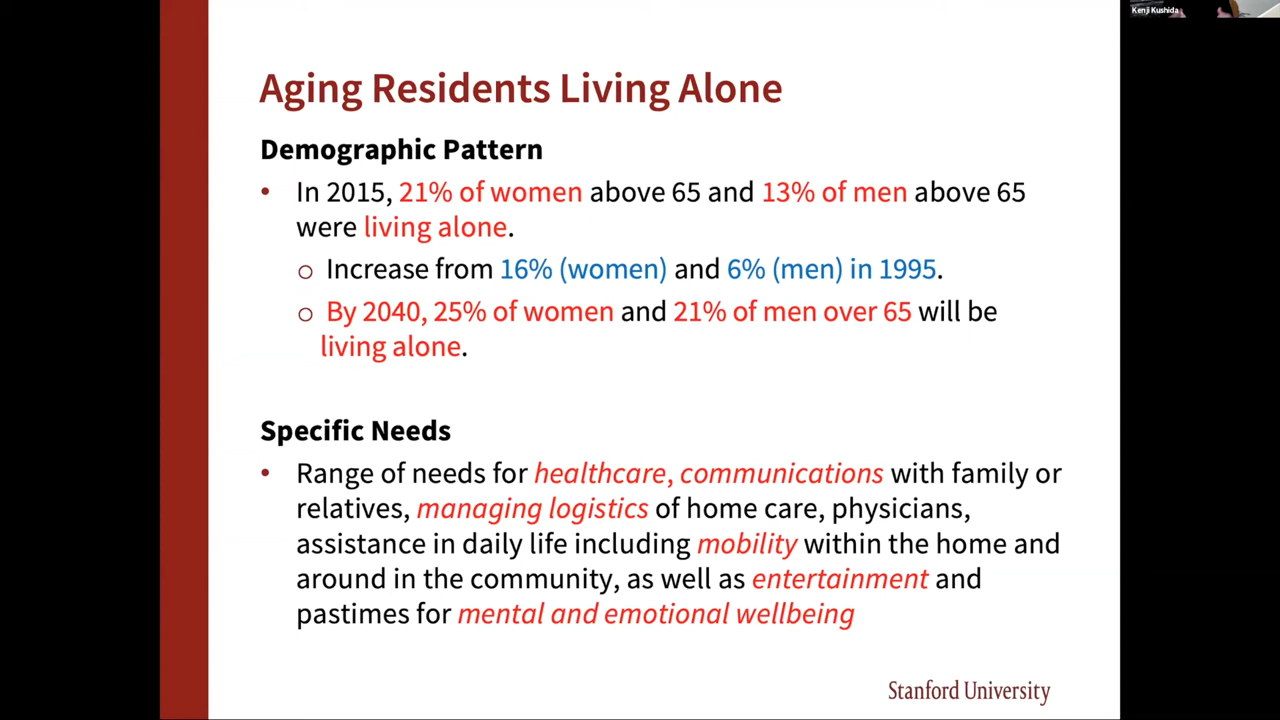 Kenji Kushida
Aging Residents Living Alone
Demographic Pattern
• In 2015, 21% of women above 65 and 13% of men above 65
were living alone.
o Increase from 16% (women) and 6% (men) in 1995.
o By 2040, 25% of women and 21% of men over 65 will be
living alone.
Specific Needs
• Range of needs for healthcare, communications with family or
relatives, managing logistics of home care, physicians,
assistance in daily life including mobility within the home and
around in the community, as well as entertainment and
pastimes for mental and emotional wellbeing
Stanford University